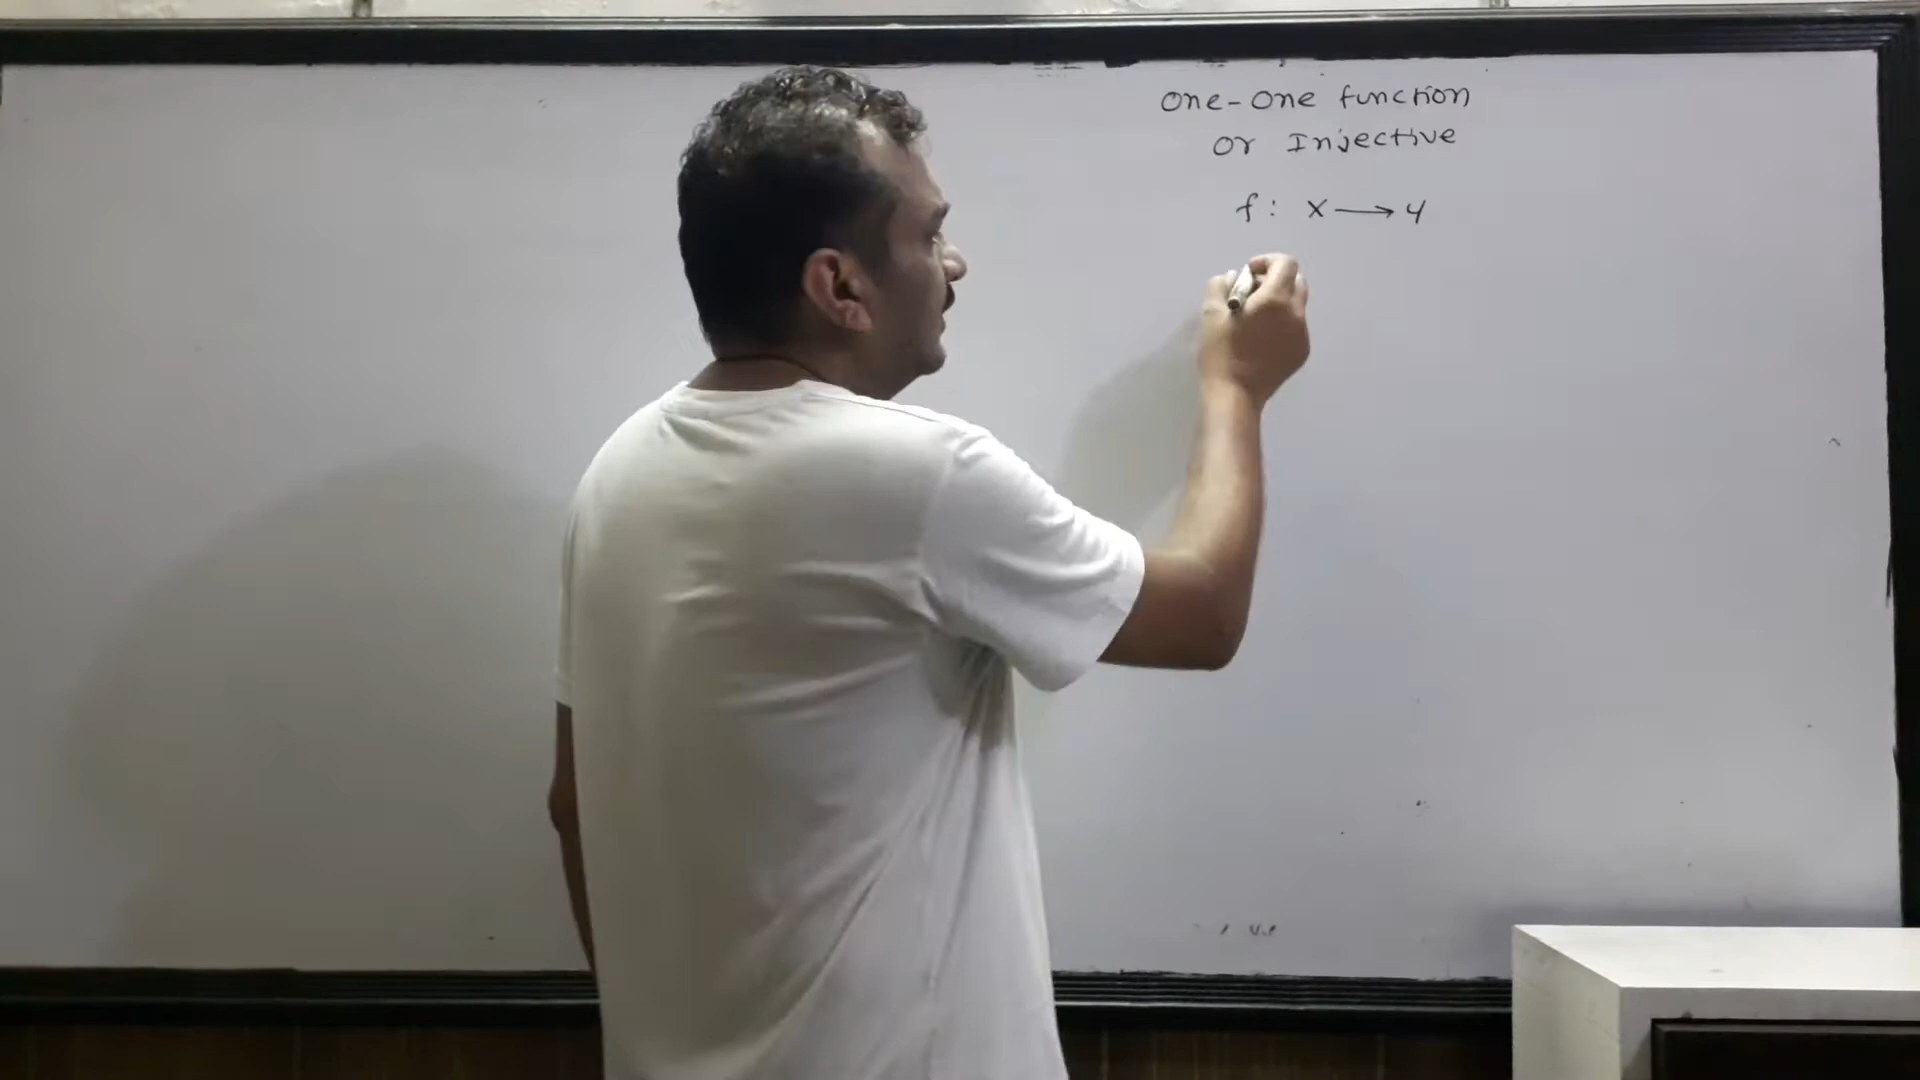 One-One function
or Injective
f: X → Y